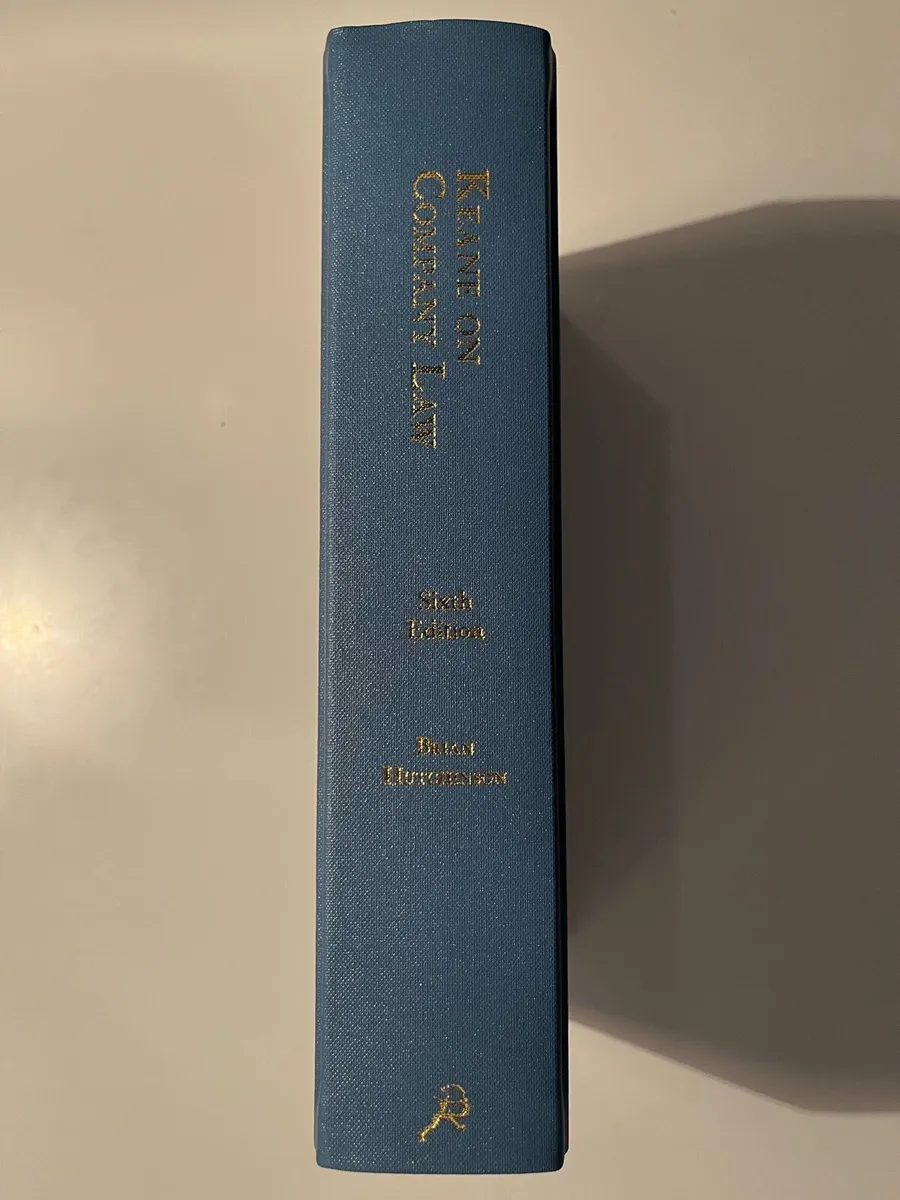 KEANE ON
COMPANY LAW
Sixth
Edition
BRIAN
HUTCHINSON